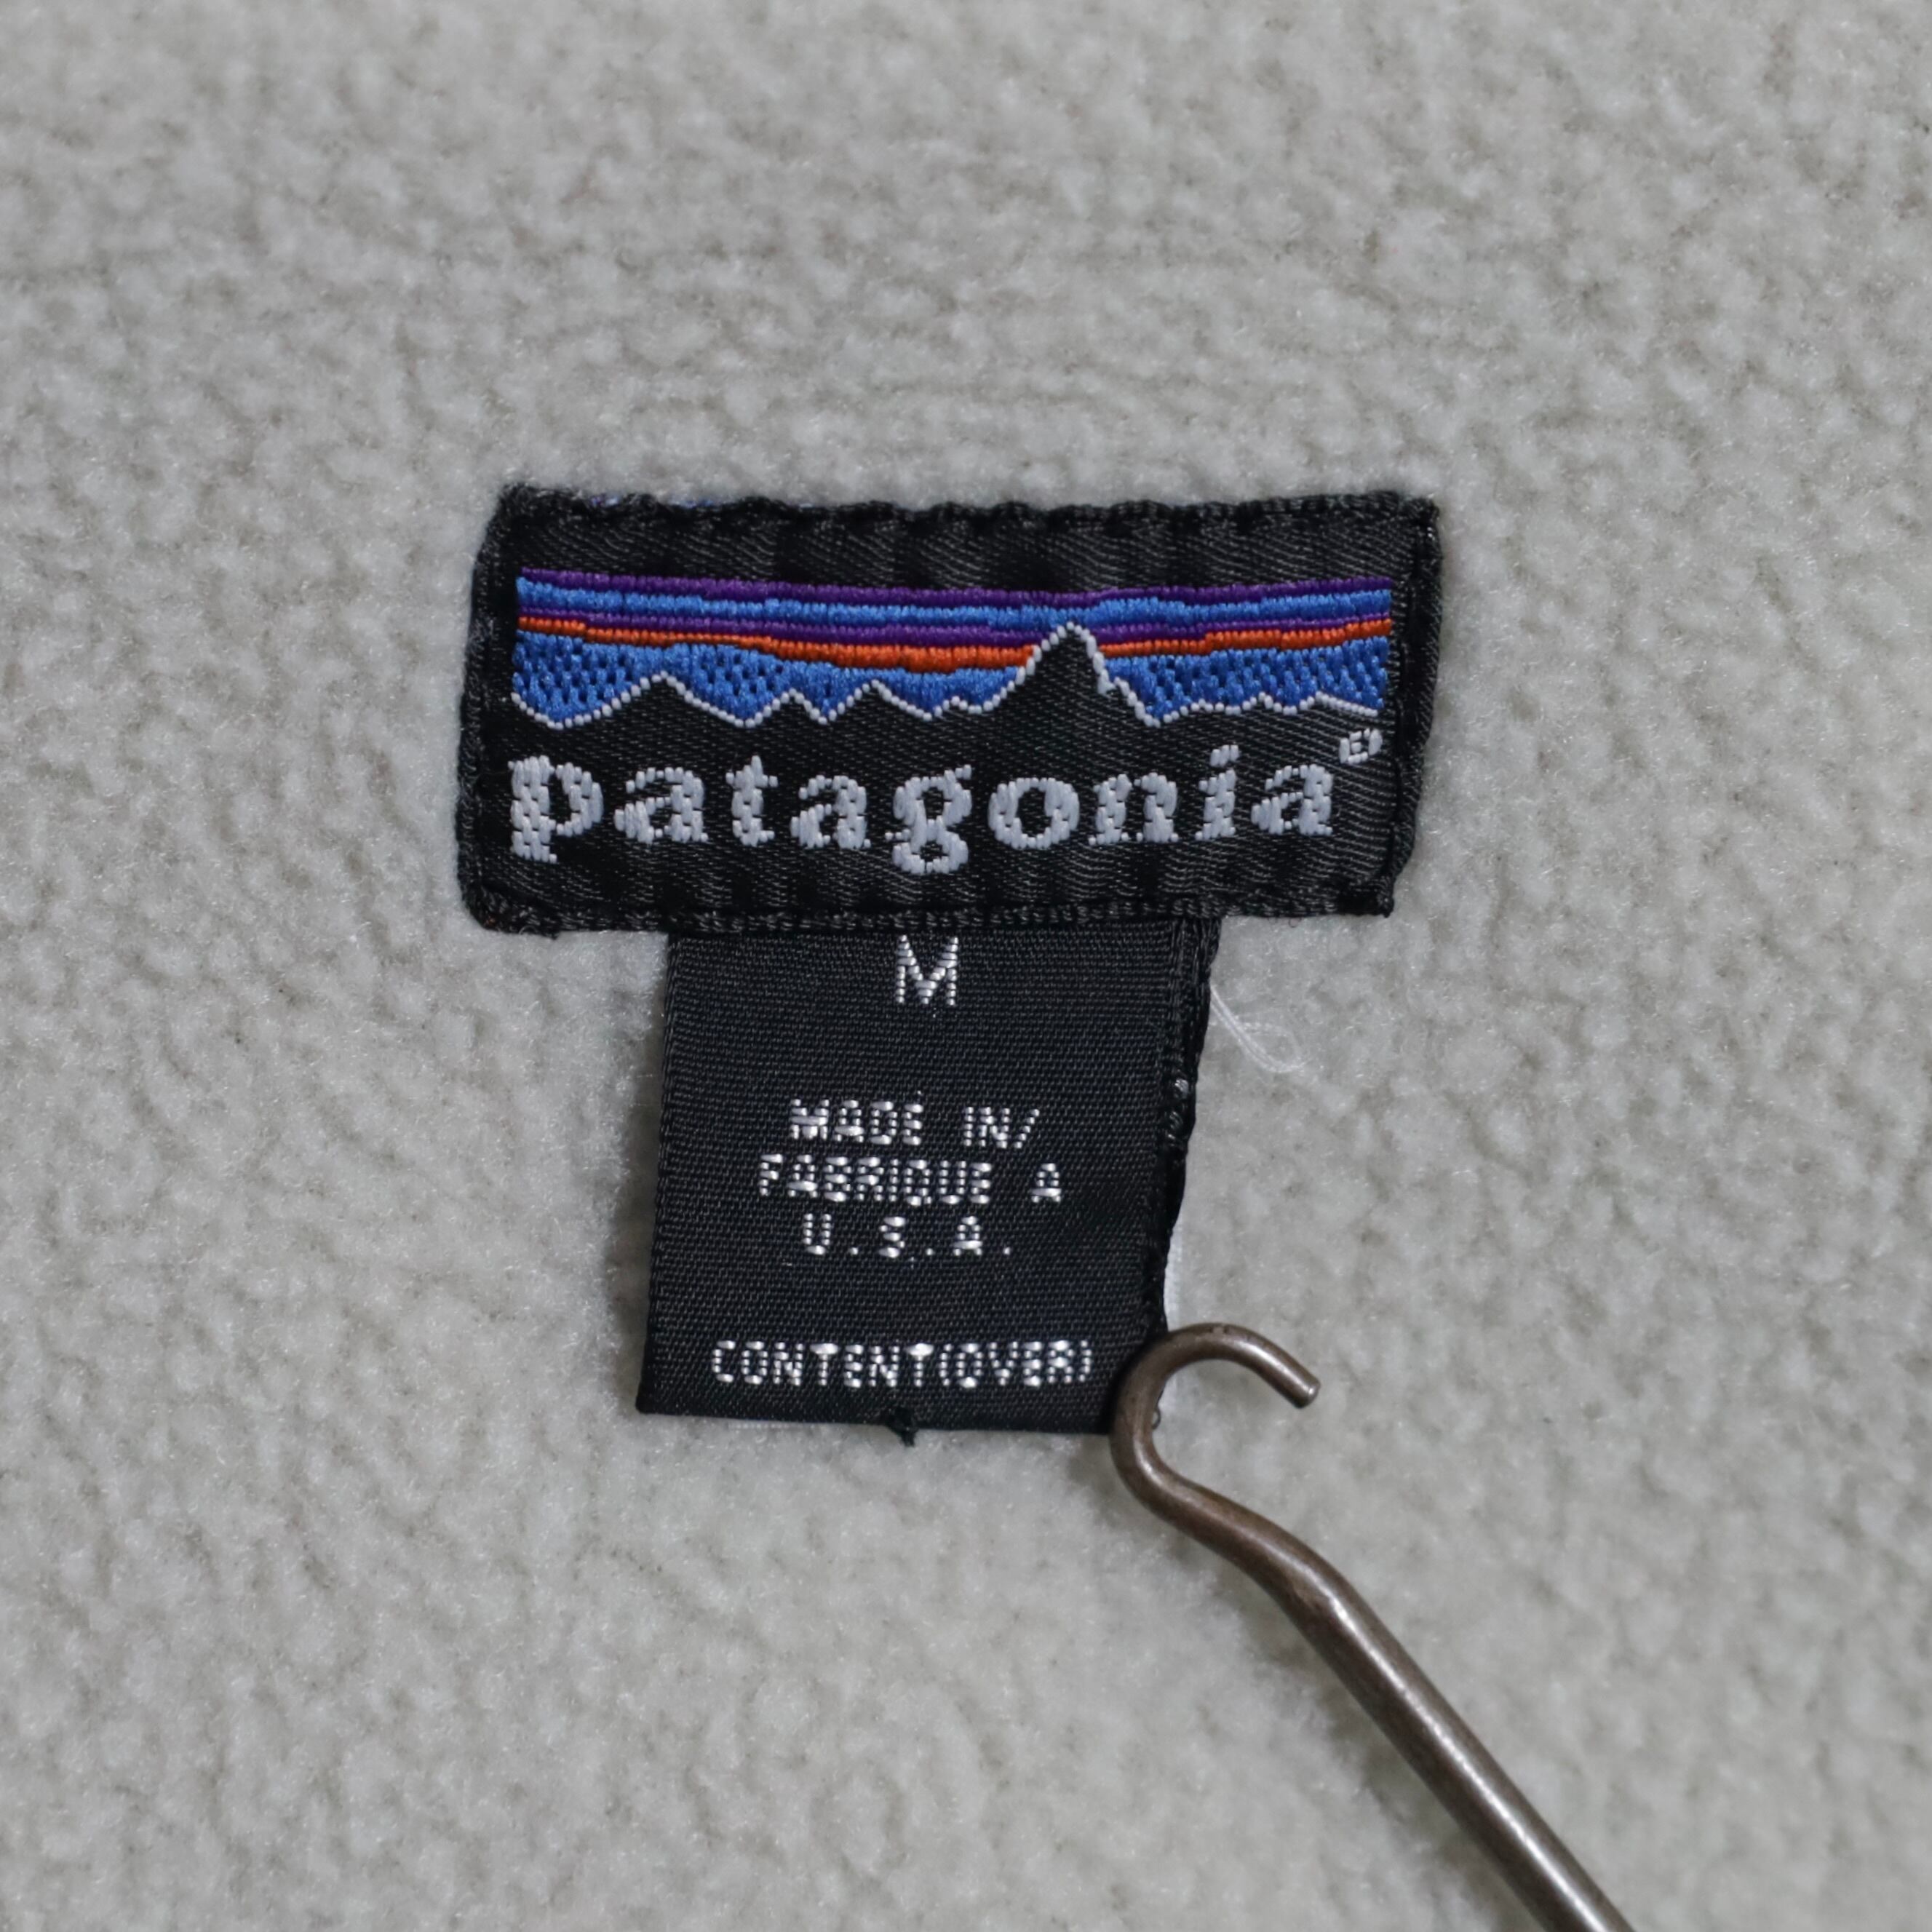 patagonia®
M
MADE IN/
FABRIQUE A
U.S.A.
CONTENT(OVER)